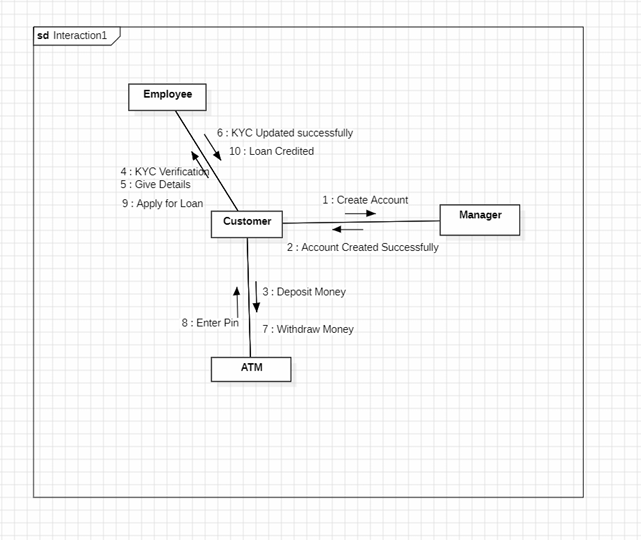 sd Interaction1
Employee
6 : KYC Updated successfully
10 : Loan Credited
4 : KYC Verification
5 : Give Details
9 : Apply for Loan
1 : Create Account
Customer
Manager
2 : Account Created Successfully
3 : Deposit Money
8 : Enter Pin
7 : Withdraw Money
ATM